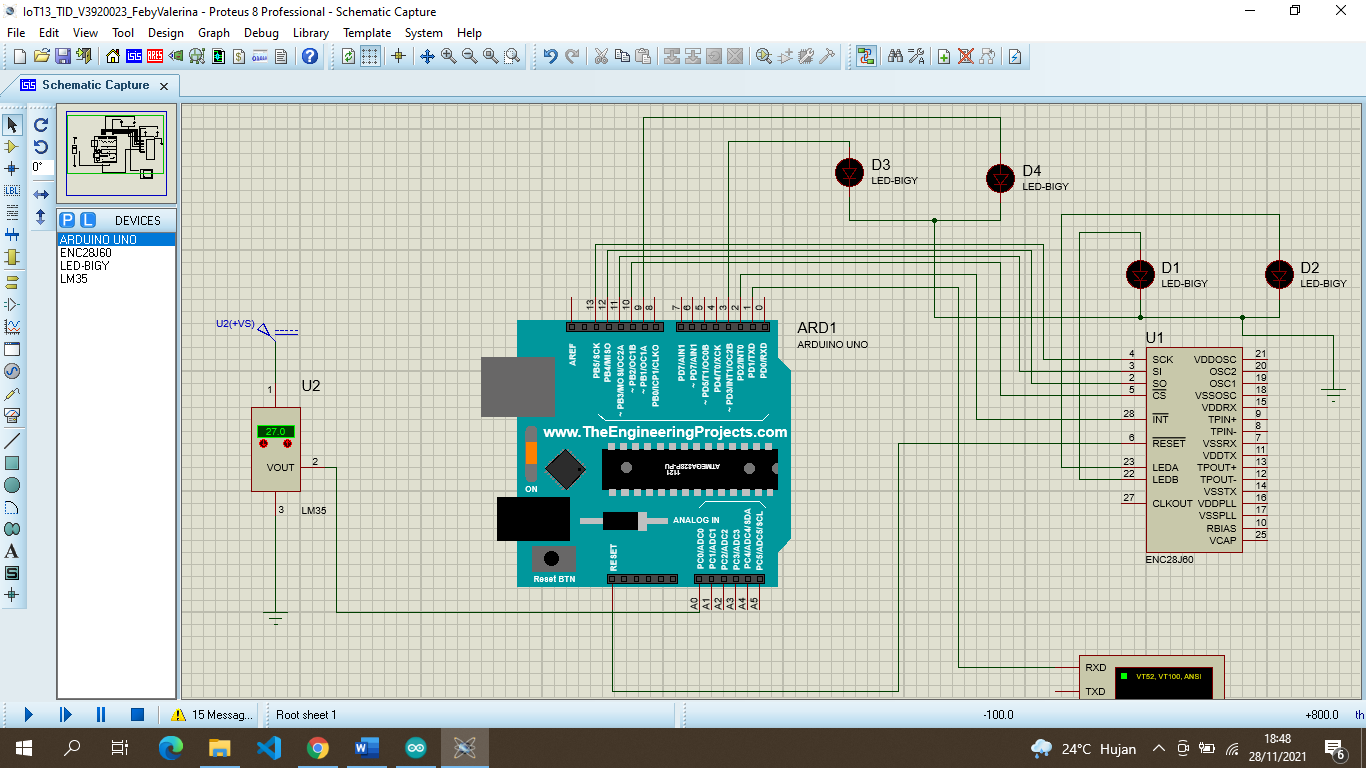 IoT13_TID_V3920023_FebyValerina - Proteus 8 Professional - Schematic Capture
File Edit View Tool Design Graph Debug Library Template System Help
Schematic Capture
LBL
0°
P L DEVICES
ARDUINO UNO
ENC28J60
LED-BIGY
LM35
A
S
D3
LED-BIGY
D4
LED-BIGY
D1
LED-BIGY
D2
LED-BIGY
U2(+VS)
1
U2
27.0
VOUT
2
3
LM35
13
12
11
10
9
8
7
6
5
4
3
2
1
0
ARD1
ARDUINO UNO
AREF
PB5/SCK
PB4/MISO
~ PB3/MOSI/OC2A
~ PB2/OC1B
~ PB1/OC1A
PB0/ICP1/CLKO
PD7/AIN1
~ PD7/AIN1
~ PD5/T1/OC0B
PD4/T0/XCK
~ PD3/INT1/OC2B
PD2/INT0
PD1/TXD
PD0/RXD
www.TheEngineeringProjects.com
1121
ATMEGA328P-PU
ON
ANALOG IN
Reset BTN
RESET
PC0/ADC0
PC1/ADC1
PC2/ADC2
PC3/ADC3
PC4/ADC4/SDA
PC5/ADC5/SCL
A0
A1
A2
A3
A4
A5
U1
4 SCK VDDOSC 21
3 SI OSC2 20
2 SO OSC1 19
5 CS VSSOSC 18
VDDRX 15
28 INT TPIN+ 9
TPIN- 8
6 RESET VSSRX 7
VDDTX 11
23 LEDA TPOUT+ 13
22 LEDB TPOUT- 12
VSSTX 14
27 CLKOUT VDDPLL 16
VSSPLL 17
RBIAS 10
VCAP 25
ENC28J60
RXD
VT52, VT100, ANSI
TXD
15 Messag... Root sheet 1 -100.0 +800.0 th
24°C Hujan
18:48
28/11/2021
6